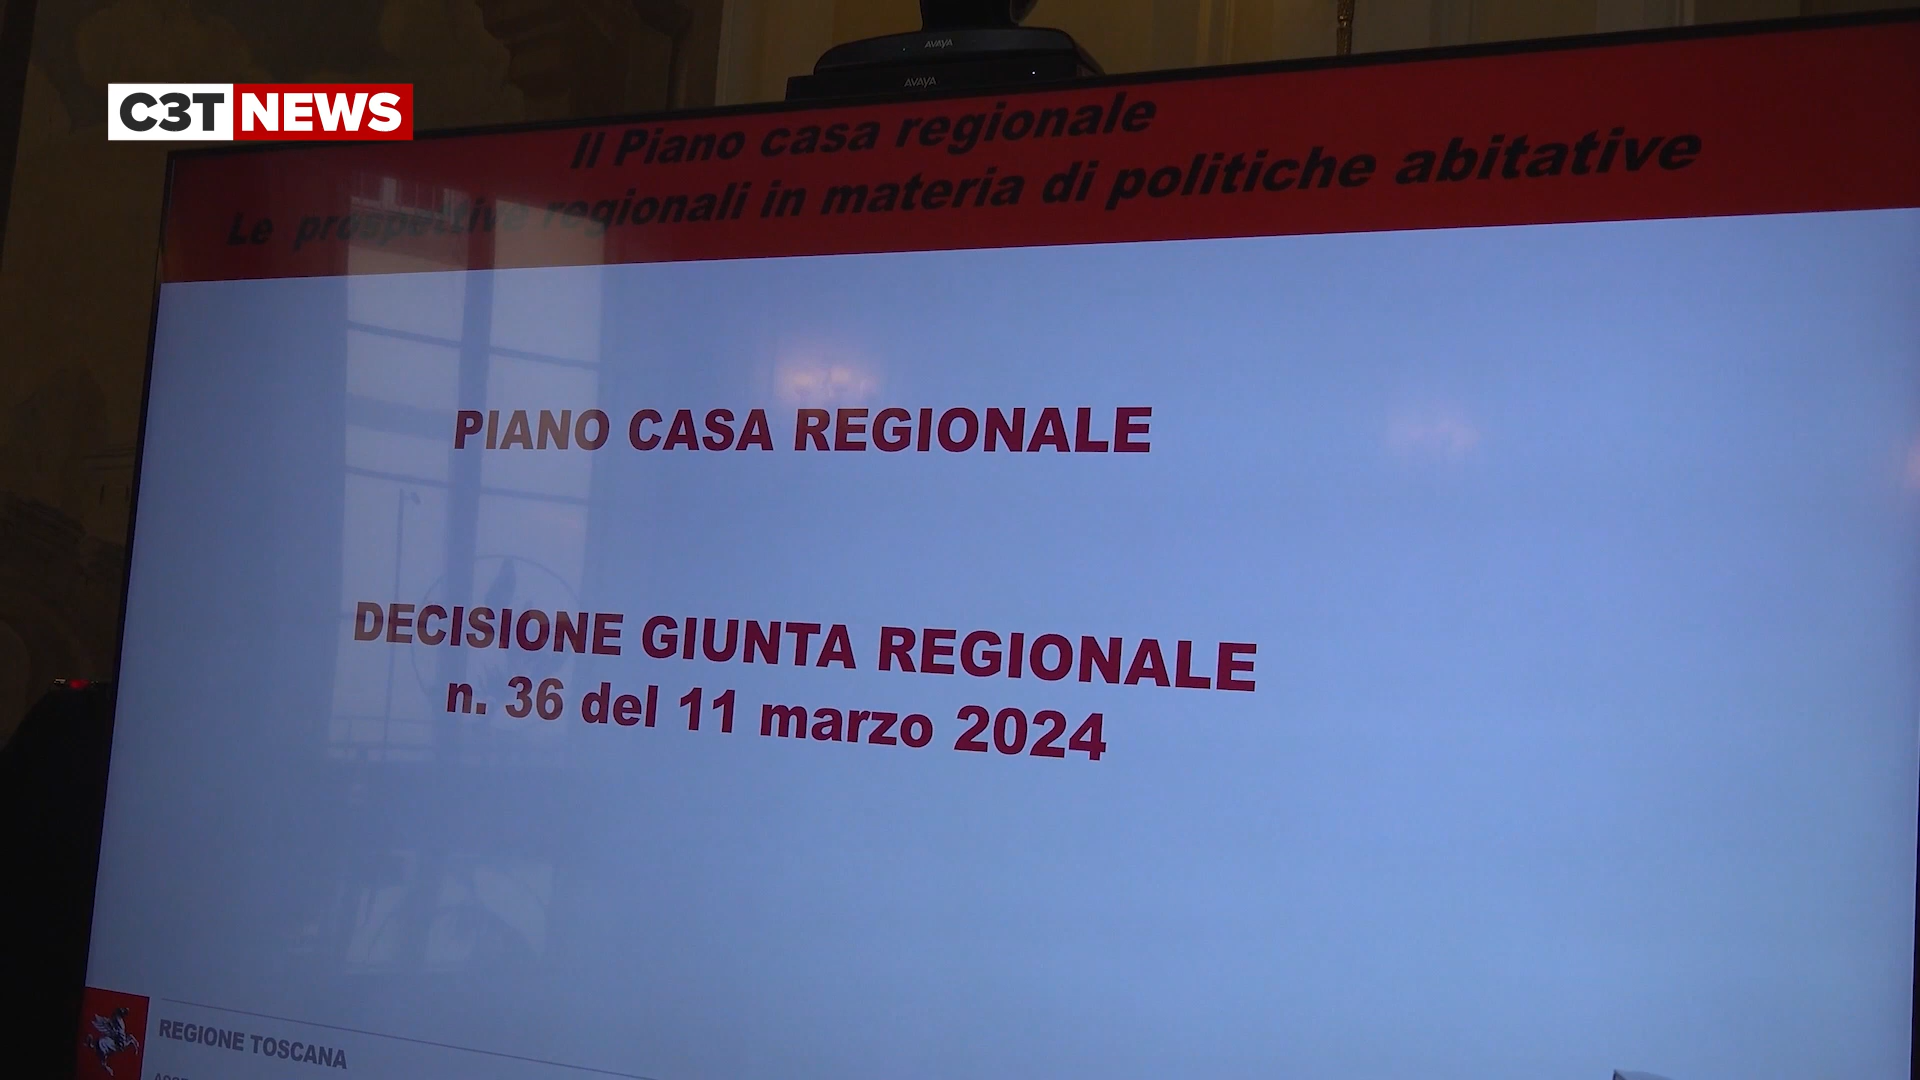 AVAYA
AVAYA
C3T NEWS
Il Piano casa regionale
Le prospettive regionali in materia di politiche abitative
PIANO CASA REGIONALE
DECISIONE GIUNTA REGIONALE
n. 36 del 11 marzo 2024
REGIONE TOSCANA